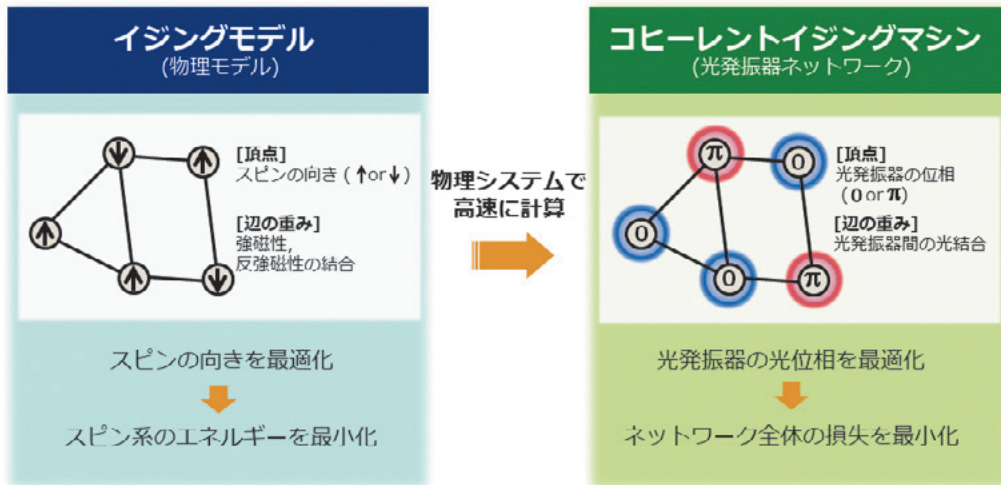 イジングモデル
(物理モデル)
↓
↑
↑
↑
↓
[頂点]
スピンの向き (↑or↓)
[辺の重み]
強磁性,
反強磁性の結合
スピンの向きを最適化
スピン系のエネルギーを最小化
物理システムで
高速に計算
コヒーレントイジングマシン
(光発振器ネットワーク)
π
0
0
0
π
[頂点]
光発振器の位相
(0 or π)
[辺の重み]
光発振器間の光結合
光発振器の光位相を最適化
ネットワーク全体の損失を最小化